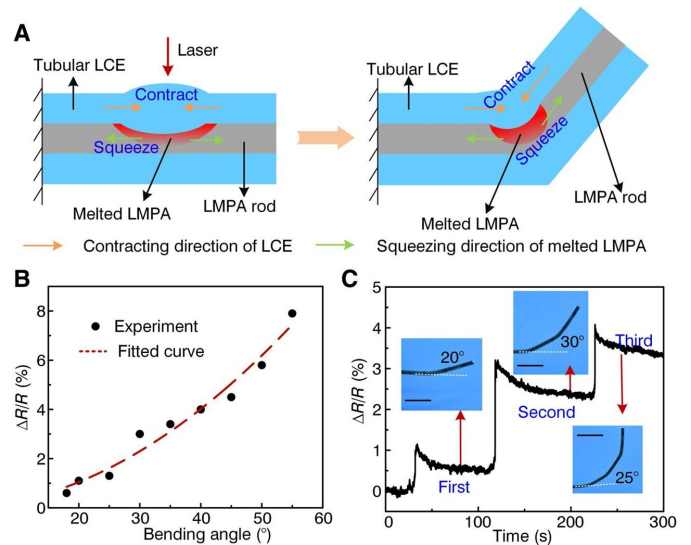 A
Laser
Tubular LCE
Contract
Squeeze
Melted LMPA
LMPA rod
Tubular LCE
Contract
Squeeze
Melted LMPA
LMPA rod
Contracting direction of LCE
Squeezing direction of melted LMPA
B
ΔR/R (%)
8
6
4
2
0
Experiment
Fitted curve
20
30
40
50
60
Bending angle (°)
C
ΔR/R (%)
5
4
3
2
1
0
20°
30°
25°
First
Second
Third
0
100
200
300
Time (s)